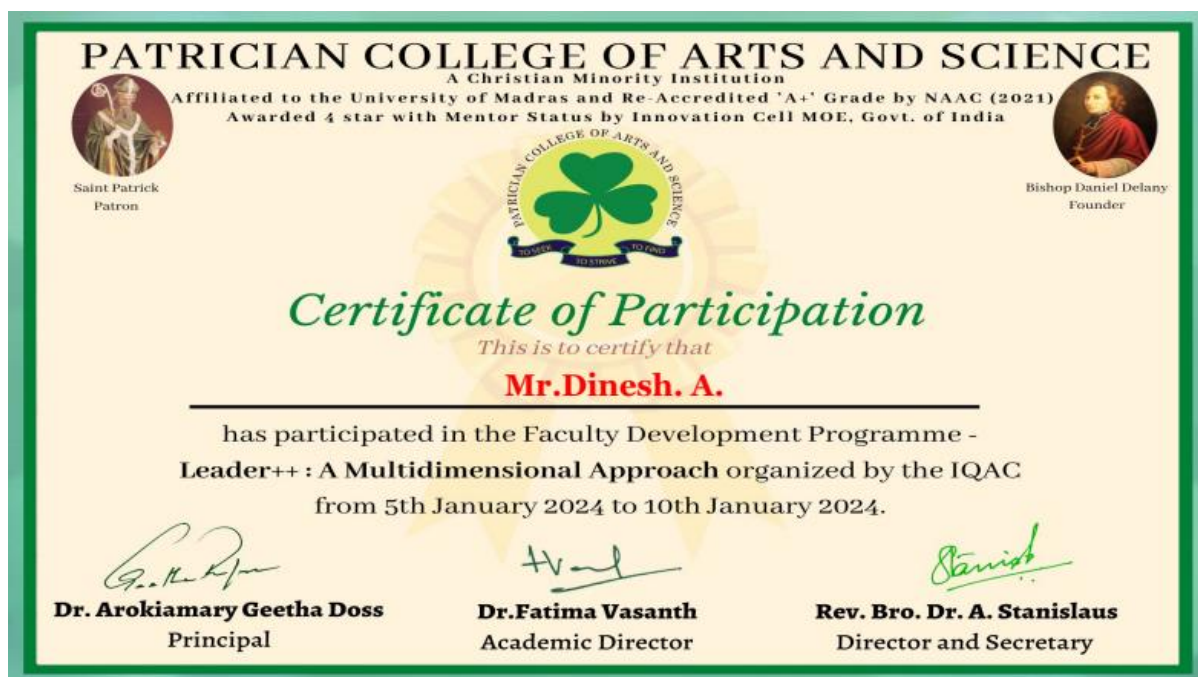 PATRICIAN COLLEGE OF ARTS AND SCIENCE
A Christian Minority Institution
Affiliated to the University of Madras and Re-Accredited 'A+' Grade by NAAC (2021)
Awarded 4 star with Mentor Status by Innovation Cell MOE, Govt. of India
Saint Patrick
Patron
Bishop Daniel Delany
Founder
PATRICIAN COLLEGE OF ARTS AND SCIENCE
TO SEEK
TO STRIVE
TO FIND
Certificate of Participation
This is to certify that
Mr.Dinesh. A.
has participated in the Faculty Development Programme -
Leader++ : A Multidimensional Approach organized by the IQAC
from 5th January 2024 to 10th January 2024.
Dr. Arokiamary Geetha Doss
Principal
Dr.Fatima Vasanth
Academic Director
Rev. Bro. Dr. A. Stanislaus
Director and Secretary